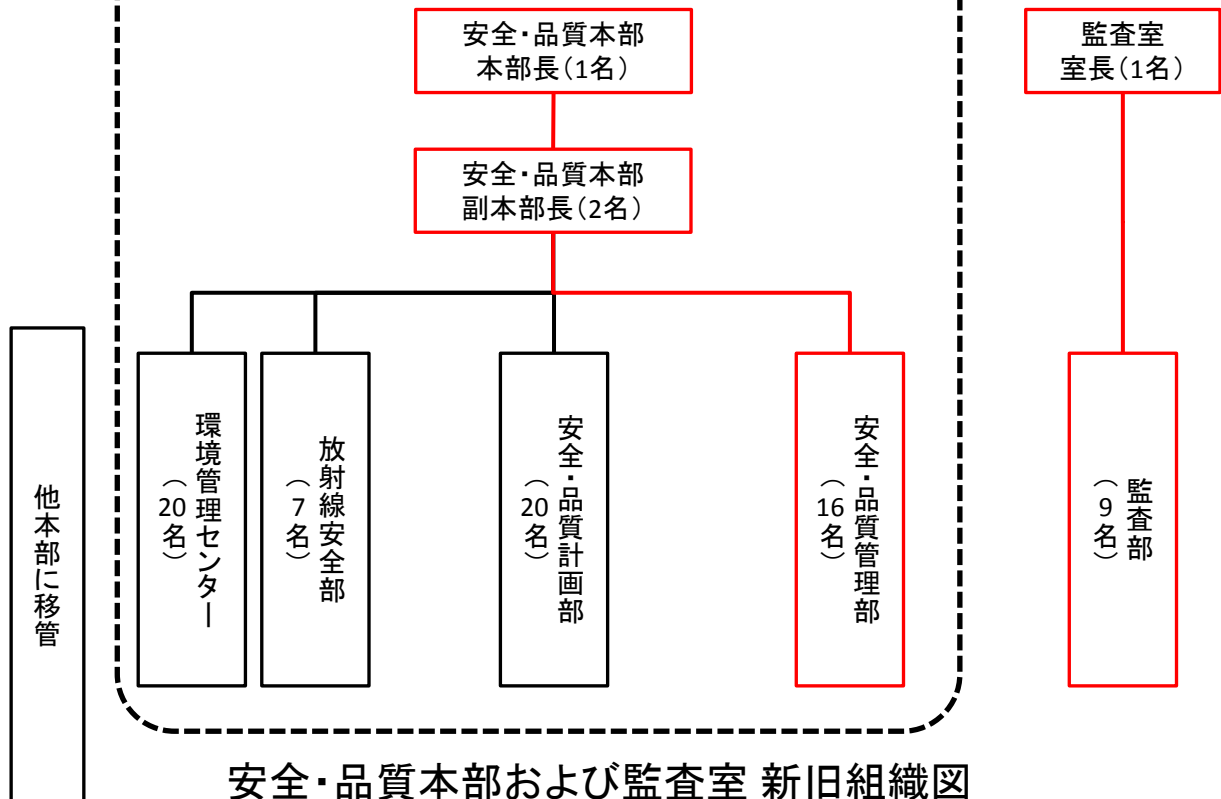 安全・品質本部
本部長(1名)
監査室
室長(1名)
安全・品質本部
副本部長(2名)
他本部に移管
環境管理センター
(20名)
放射線安全部
(7名)
安全・品質計画部
(20名)
安全・品質管理部
(16名)
監査部
(9名)
安全・品質本部および監査室 新旧組織図